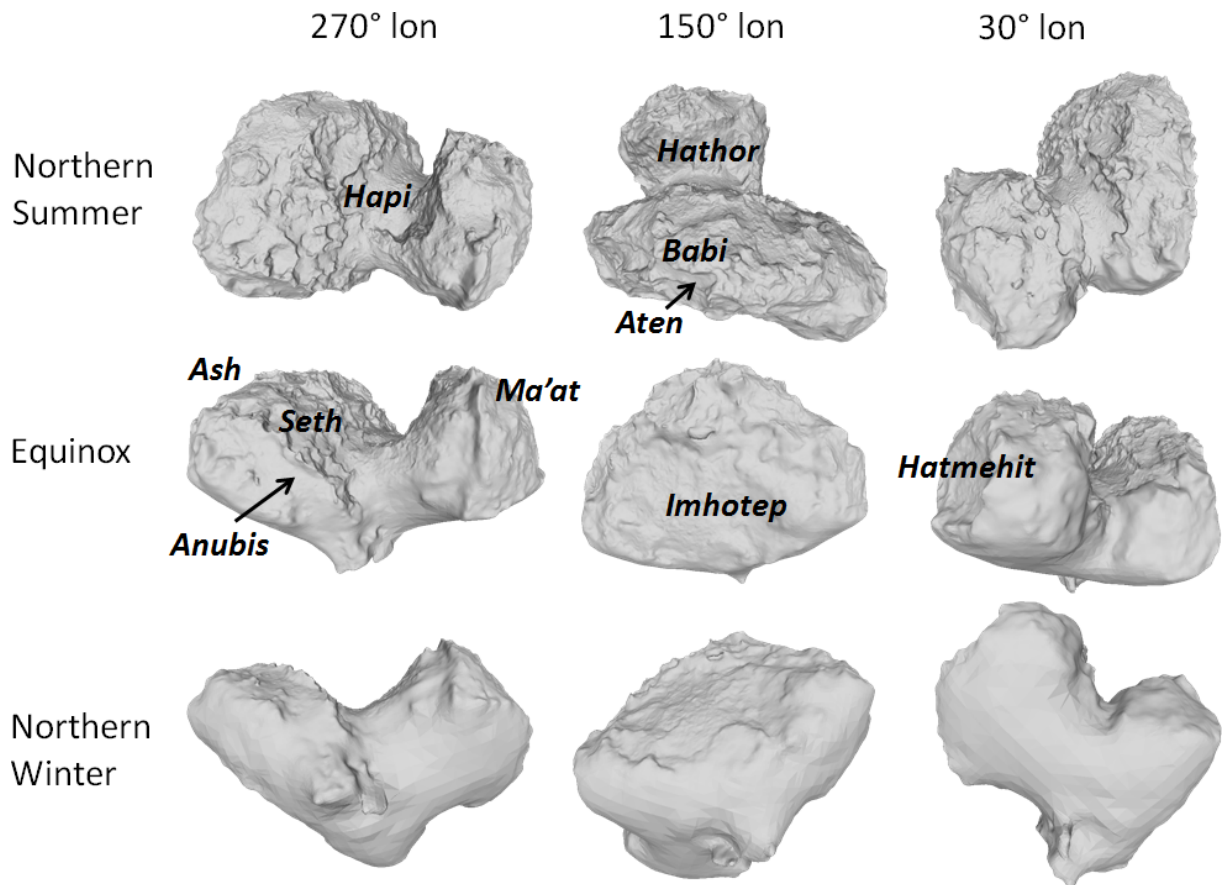 270° lon
150° lon
30° lon
Northern
Summer
Hapi
Hathor
Babi
Aten
Equinox
Ash
Seth
Ma'at
Anubis
Imhotep
Hatmehit
Northern
Winter